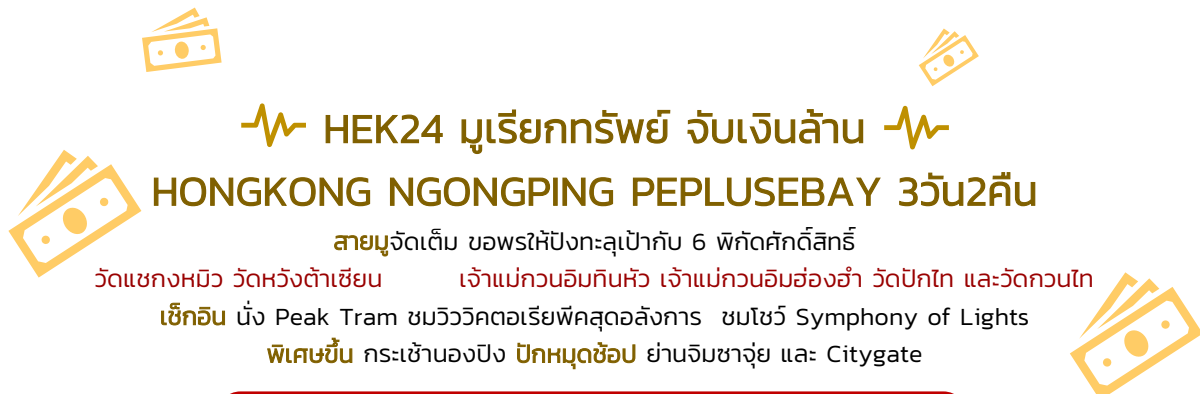 HEK24 มูเรียกทรัพย์ จับเงินล้าน
HONGKONG NGONGPING PEPLUSEBAY 3วัน2คืน
สายมูจัดเต็ม ขอพรให้ปังทะลุเป้ากับ 6 พิกัดศักดิ์สิทธิ์
วัดแชกงหมิว วัดหวังต้าเซียน เจ้าแม่กวนอิมทินหัว เจ้าแม่กวนอิมฮ่องฮำ วัดปักไท และวัดกวนไท
เช็กอิน นั่ง Peak Tram ชมวิววิคตอเรียพีคสุดอลังการ ชมโชว์ Symphony of Lights
พิเศษขึ้น กระเช้านองปิง ปักหมุดช้อป ย่านจิมซาจุ่ย และ Citygate